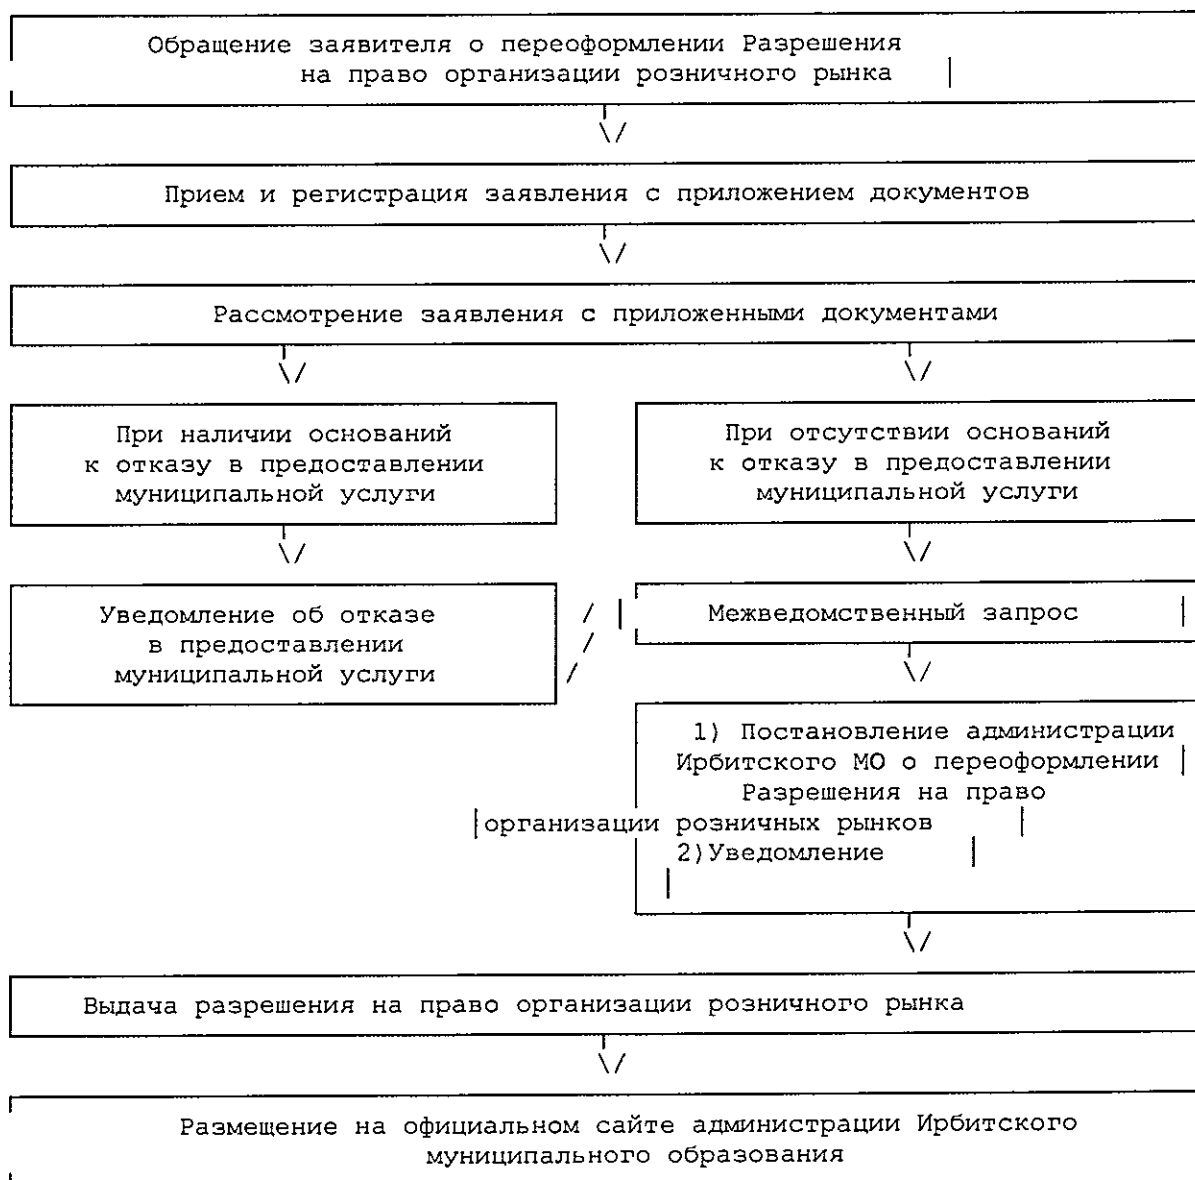 Обращение заявителя о переоформлении Разрешения
на право организации розничного рынка
Прием и регистрация заявления с приложением документов
Рассмотрение заявления с приложенными документами
При наличии оснований
к отказу в предоставлении
муниципальной услуги
При отсутствии оснований
к отказу в предоставлении
муниципальной услуги
Уведомление об отказе
в предоставлении
муниципальной услуги
Межведомственный запрос
1) Постановление администрации
Ирбитского МО о переоформлении
Разрешения на право
организации розничных рынков
2)Уведомление
Выдача разрешения на право организации розничного рынка
Размещение на официальном сайте администрации Ирбитского
муниципального образования